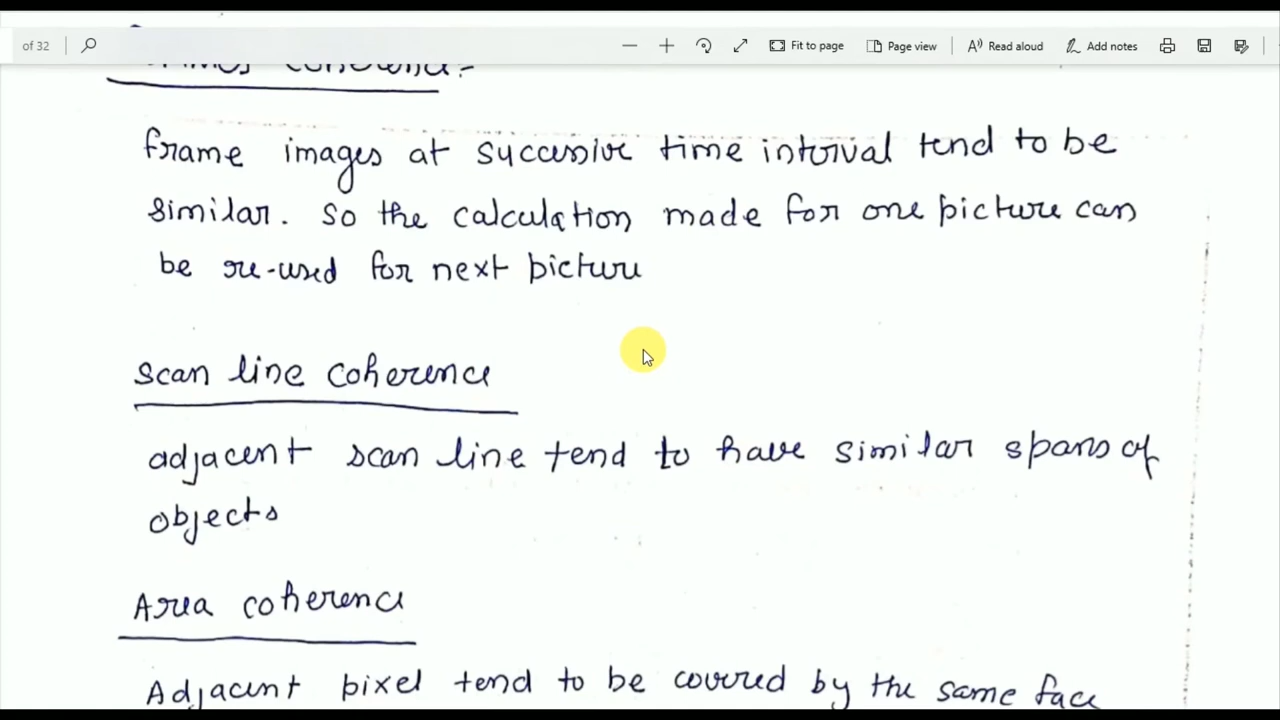 of 32
Fit to page
Page view
Read aloud
Add notes
coherence:-
frame images at successive time interval tend to be
similar. So the calculation made for one picture can
be re-used for next picture
Scan line coherence
adjacent scan line tend to have similar spans of
objects
Area coherence
Adjacent pixel tend to be covered by the same face